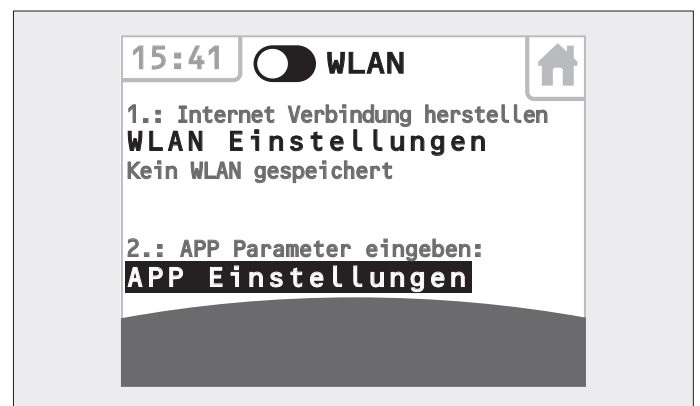 15:41 WLAN
1.: Internet Verbindung herstellen
WLAN Einstellungen
Kein WLAN gespeichert
2.: APP Parameter eingeben:
APP Einstellungen